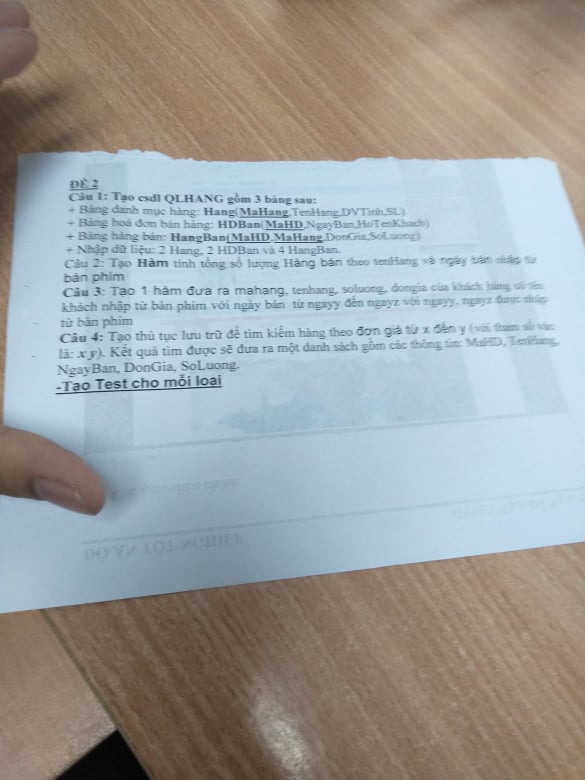 ĐỀ 2
Câu 1: Tạo csdl QLHANG gồm 3 bảng sau:
+ Bảng danh mục hàng: Hang(MaHang,TenHang,DVTinh,SL)
+ Bảng hoá đơn bán hàng: HDBan(MaHD,NgayBan,HoTenKhach)
+ Bảng hàng bán: HangBan(MaHD,MaHang,DonGia,SoLuong)
+ Nhập dữ liệu: 2 Hang, 2 HDBan và 4 HangBan.
Câu 2: Tạo Hàm tính tổng số lượng Hàng bán theo tenHang và ngày bán nhập từ
bàn phím
Câu 3: Tạo 1 hàm đưa ra mahang, tenhang, soluong, dongia của khách hàng có tên
khách nhập từ bàn phím với ngày bán từ ngayy đến ngayz với ngayy, ngayz được nhập
từ bàn phím
Câu 4: Tạo thủ tục lưu trữ để tìm kiếm hàng theo đơn giá từ x đến y (với tham số vào
là: x y). Kết quả tìm được sẽ đưa ra một danh sách gồm các thông tin: MaHD, TenHang,
NgayBan, DonGia, SoLuong.
-Tạo Test cho mỗi loại
ĐỒ ÁN TỐT NGHIỆP